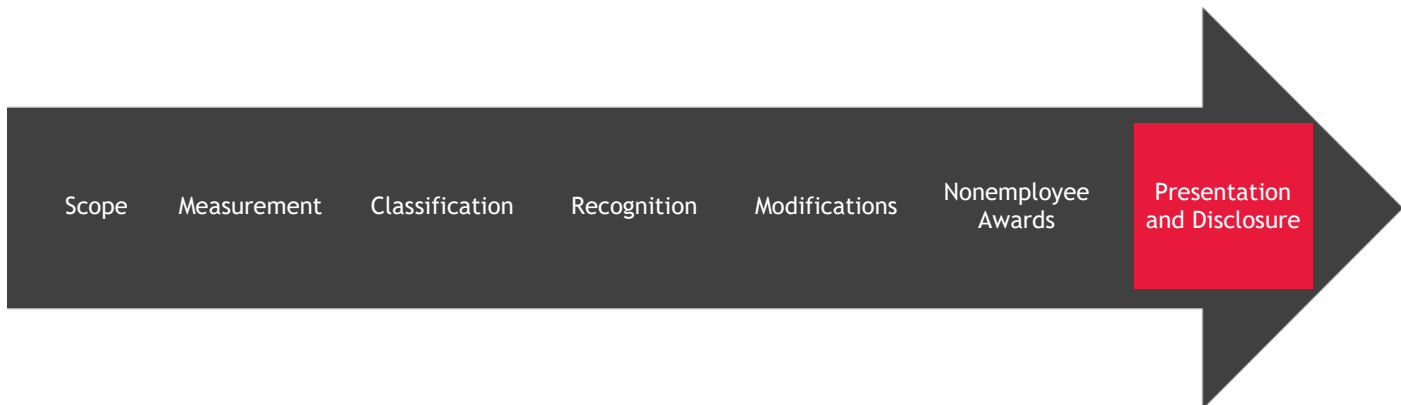 Scope
Measurement
Classification
Recognition
Modifications
Nonemployee
Awards
Presentation
and Disclosure